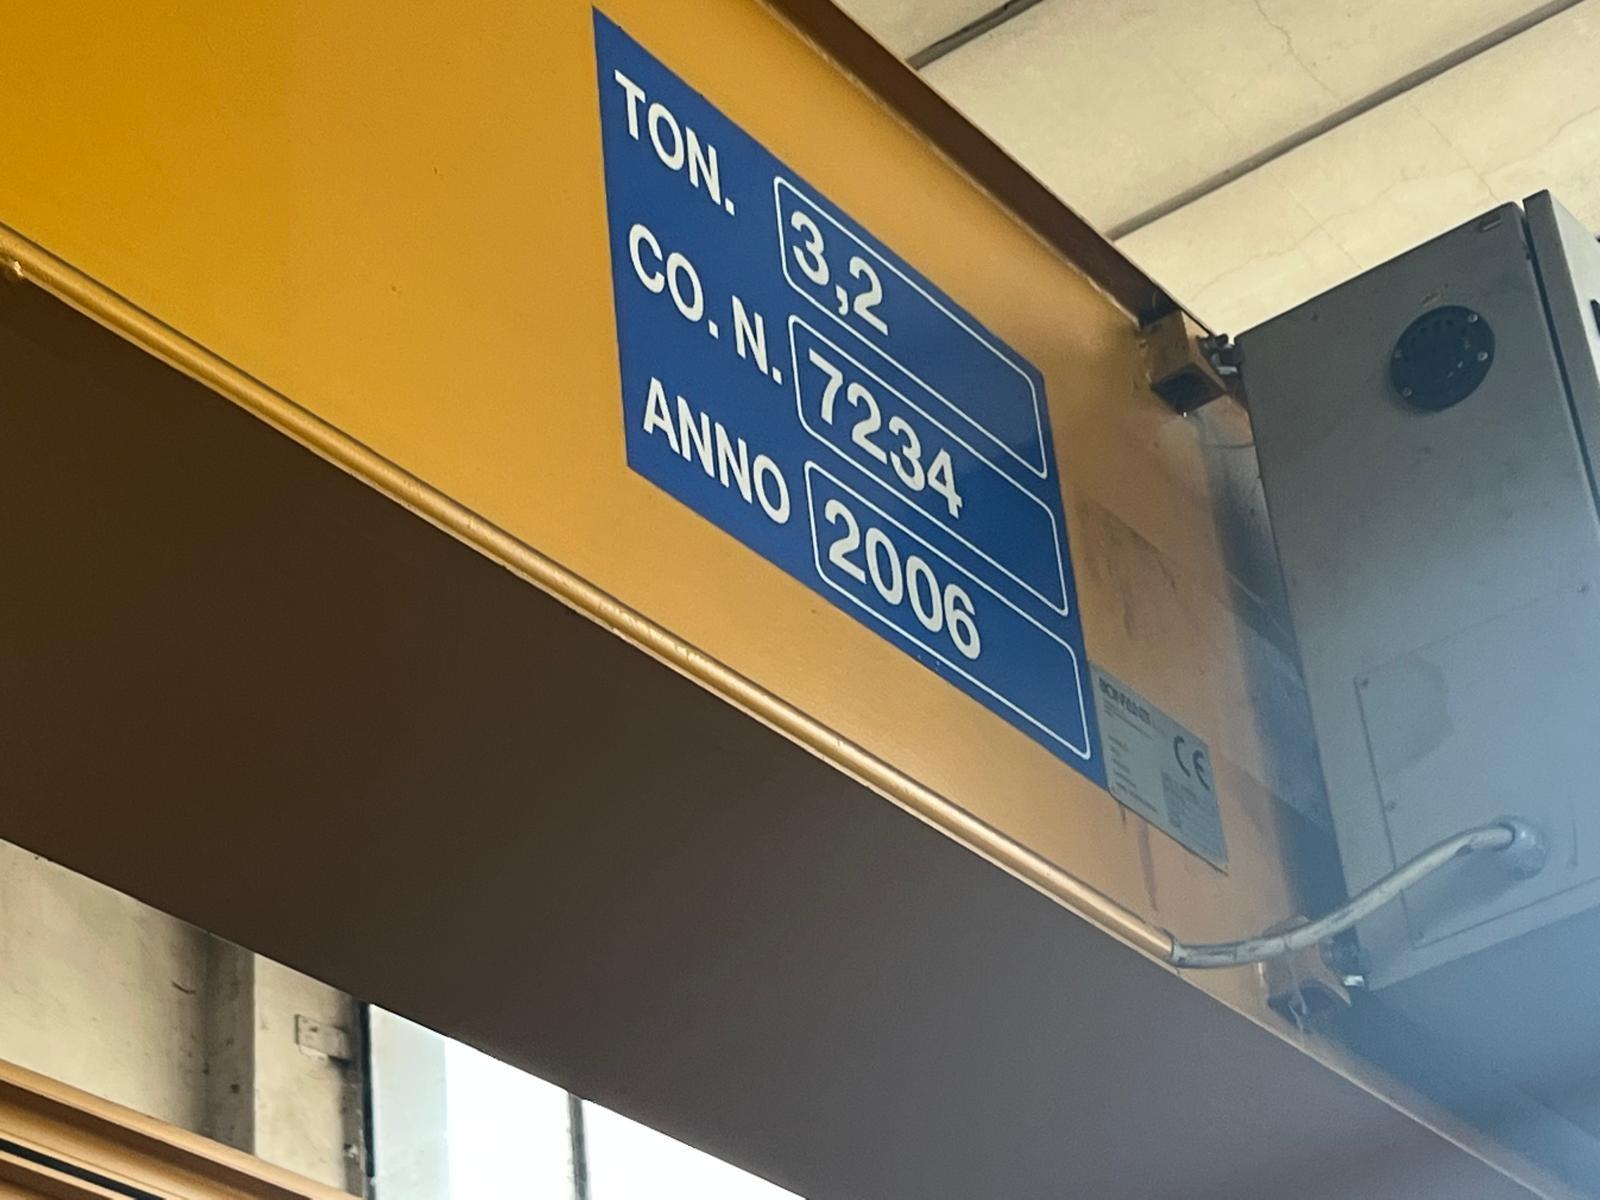 TON. 3,2
CO. N. 7234
ANNO 2006
CE